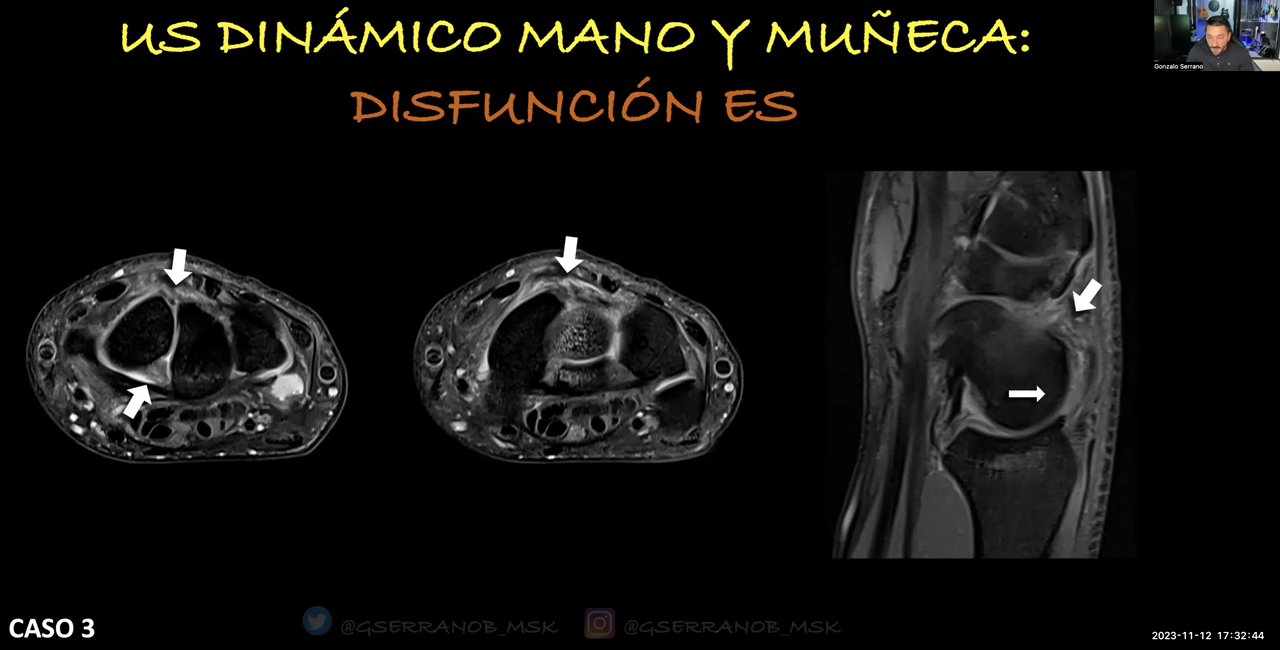 US DINÁMICO MANO Y MUÑECA:
DISFUNCIÓN ES
Gonzalo Serrano
CASO 3
@GSERRANOB_MSK
@GSERRANOB_MSK
2023-11-12 17:32:44